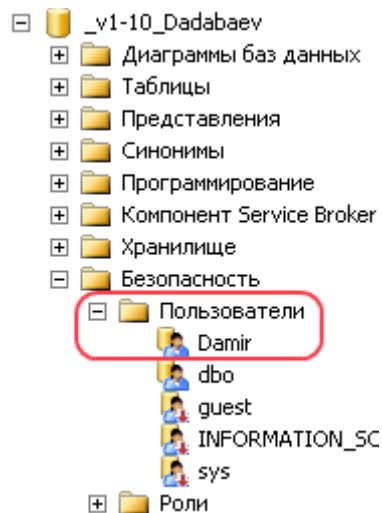 _v1-10_Dadabaev
Диаграммы баз данных
Таблицы
Представления
Синонимы
Программирование
Компонент Service Broker
Хранилище
Безопасность
Пользователи
Damir
dbo
guest
INFORMATION_SC
sys
Роли